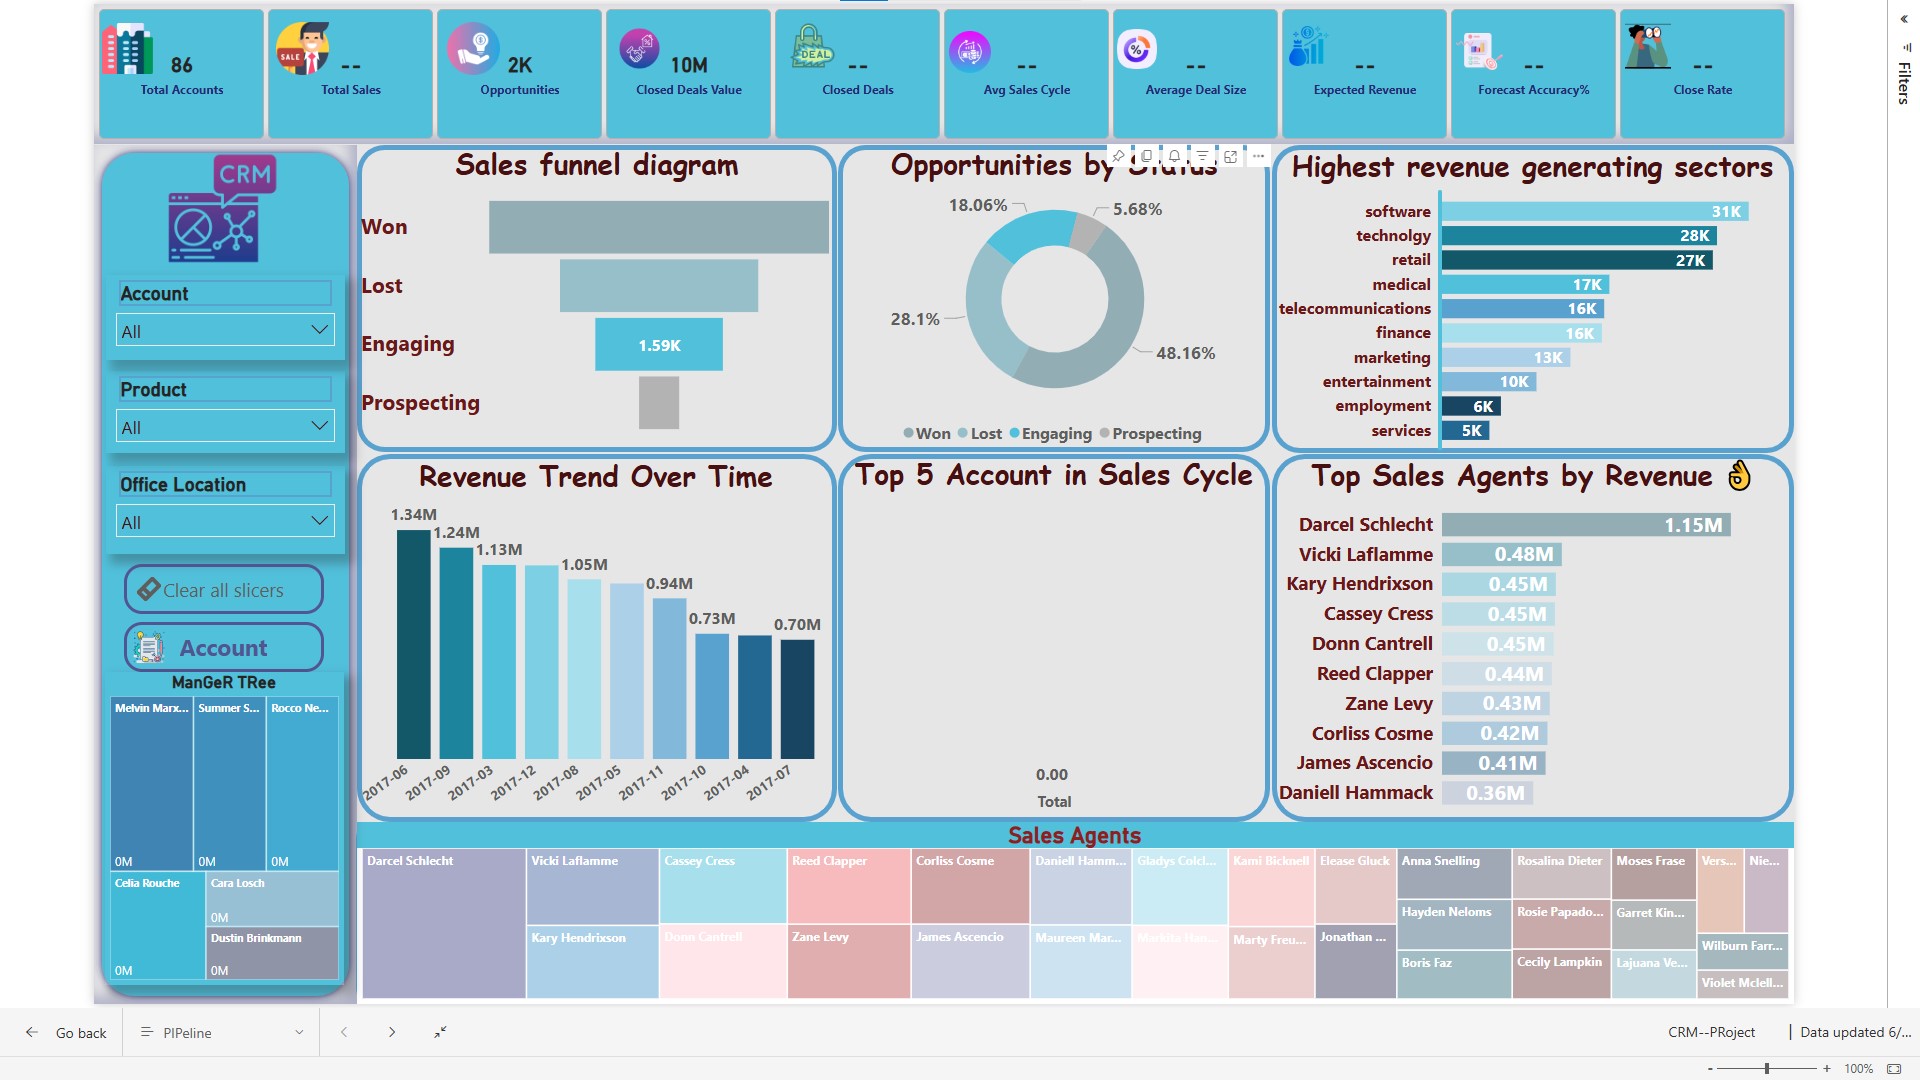 86
Total Accounts
SALE
--
Total Sales
2K
Opportunities
10M
Closed Deals Value
DEAL
--
Closed Deals
--
Avg Sales Cycle
%
--
Average Deal Size
--
Expected Revenue
--
Forecast Accuracy%
--
Close Rate
Filters
CRM
Account
All
Product
All
Office Location
All
Clear all slicers
Account
ManGeR TRee
Melvin Marx...
Summer S...
Rocco Ne...
0M
0M
0M
Celia Rouche
Cara Losch
0M
Dustin Brinkmann
0M
0M
Sales funnel diagram
Won
Lost
Engaging
1.59K
Prospecting
Opportunities by Status
18.06%
5.68%
28.1%
48.16%
Won Lost Engaging Prospecting
Highest revenue generating sectors
software 31K
technolgy 28K
retail 27K
medical 17K
telecommunications 16K
finance 16K
marketing 13K
entertainment 10K
employment 6K
services 5K
Revenue Trend Over Time
1.34M
1.24M
1.13M
1.05M
0.94M
0.73M
0.70M
2017-06
2017-09
2017-03
2017-12
2017-08
2017-05
2017-11
2017-10
2017-04
2017-07
Top 5 Account in Sales Cycle
0.00
Total
Top Sales Agents by Revenue 👌
Darcel Schlecht 1.15M
Vicki Laflamme 0.48M
Kary Hendrixson 0.45M
Cassey Cress 0.45M
Donn Cantrell 0.45M
Reed Clapper 0.44M
Zane Levy 0.43M
Corliss Cosme 0.42M
James Ascencio 0.41M
Daniell Hammack 0.36M
Sales Agents
Darcel Schlecht
Vicki Laflamme
Kary Hendrixson
Cassey Cress
Donn Cantrell
Reed Clapper
Zane Levy
Corliss Cosme
James Ascencio
Daniell Hamm...
Maureen Mar...
Gladys Colcl...
Markita Han...
Kami Bicknell
Marty Freu...
Elease Gluck
Jonathan ...
Anna Snelling
Hayden Neloms
Boris Faz
Rosalina Dieter
Rosie Papado...
Cecily Lampkin
Moses Frase
Garret Kin...
Lajuana Ve...
Vers...
Nie...
Wilburn Farr...
Violet Mclell...
Go back
PIPeline
CRM--PRoject
| Data updated 6/...
- + 100%